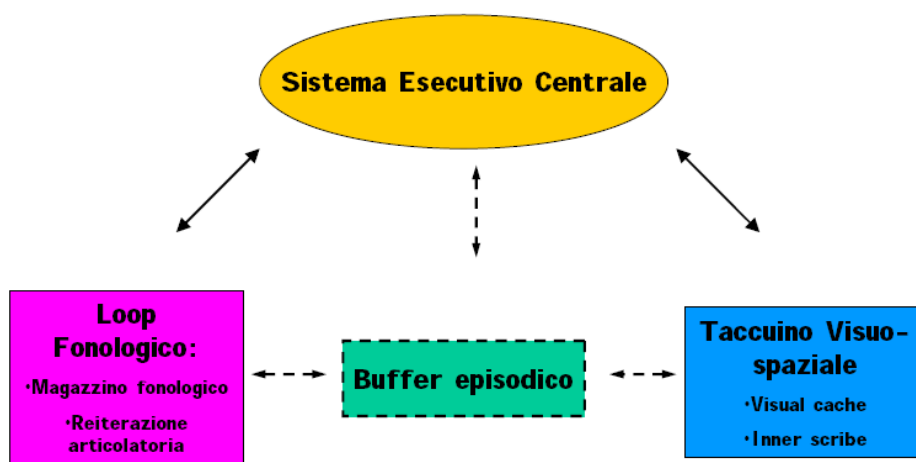 Sistema Esecutivo Centrale
Loop
Fonologico:
•Magazzino fonologico
•Reiterazione
articolatoria
Buffer episodico
Taccuino Visuo-
spaziale
•Visual cache
•Inner scribe